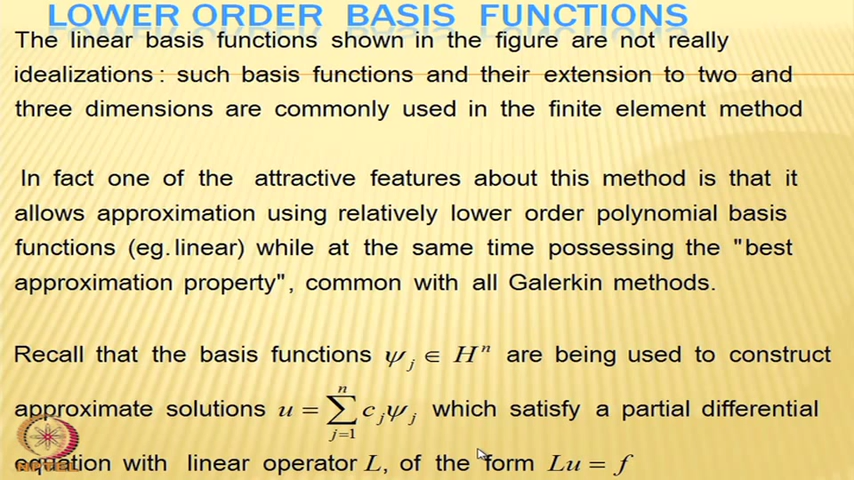 LOWER ORDER BASIS FUNCTIONS
The linear basis functions shown in the figure are not really
idealizations : such basis functions and their extension to two and
three dimensions are commonly used in the finite element method
In fact one of the attractive features about this method is that it
allows approximation using relatively lower order polynomial basis
functions (eg. linear) while at the same time possessing the "best
approximation property", common with all Galerkin methods.
Recall that the basis functions ψ_j ∈ H^n are being used to construct
approximate solutions u = ∑_{j=1}^{n} c_j ψ_j which satisfy a partial differential
equation with linear operator L, of the form Lu = f
NPTEL